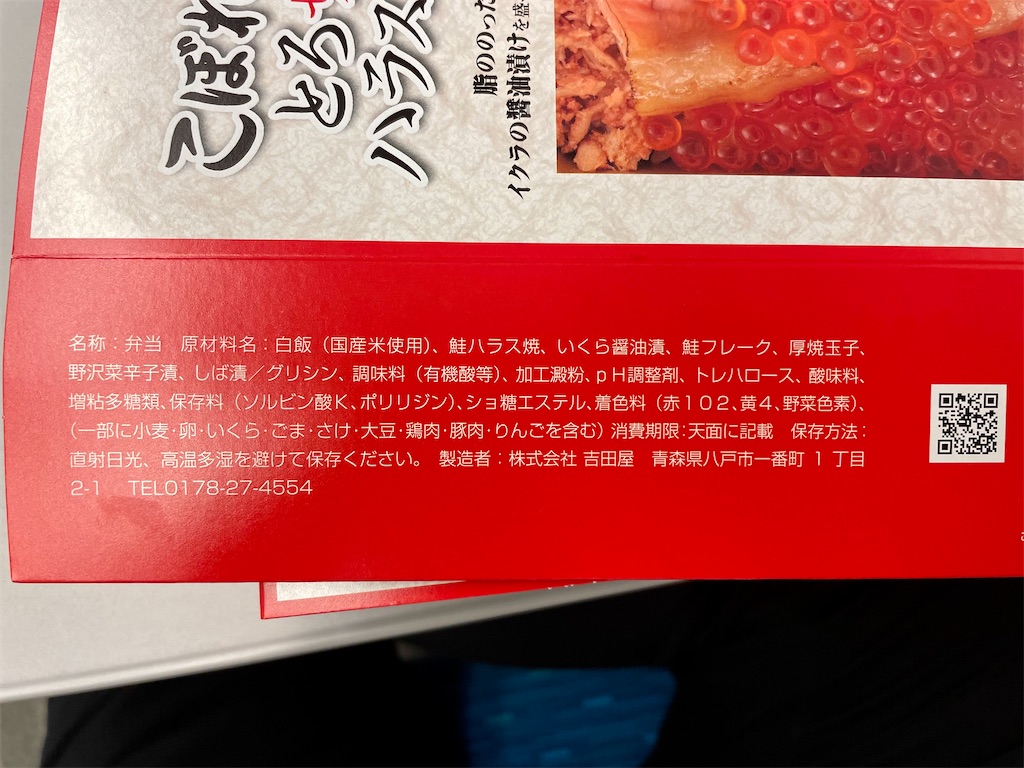 こぼれ
とろ
ハラス
脂ののった
イクラの醤油漬けを盛
名称：弁当　原材料名：白飯（国産米使用）、鮭ハラス焼、いくら醤油漬、鮭フレーク、厚焼玉子、
野沢菜辛子漬、しば漬／グリシン、調味料（有機酸等）、加工澱粉、ｐＨ調整剤、トレハロース、酸味料、
増粘多糖類、保存料（ソルビン酸Ｋ、ポリリジン）、ショ糖エステル、着色料（赤１０２、黄４、野菜色素）、
（一部に小麦・卵・いくら・ごま・さけ・大豆・鶏肉・豚肉・りんごを含む）消費期限：天面に記載　保存方法：
直射日光、高温多湿を避けて保存ください。　製造者：株式会社 吉田屋　青森県八戸市一番町 1 丁目
2-1　TEL0178-27-4554